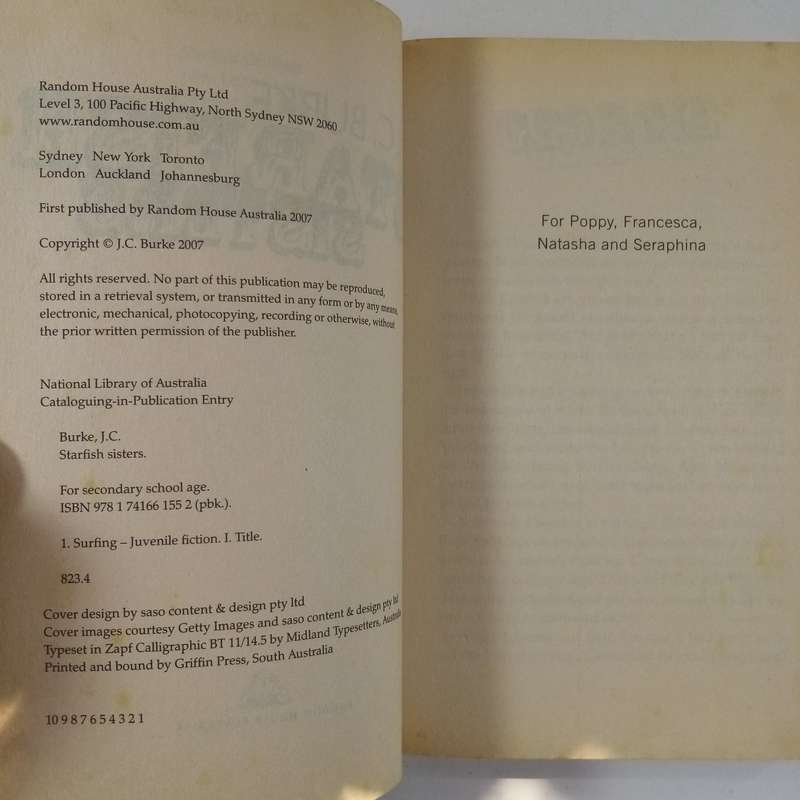 Random House Australia Pty Ltd
Level 3, 100 Pacific Highway, North Sydney NSW 2060
www.randomhouse.com.au
Sydney New York Toronto
London Auckland Johannesburg
First published by Random House Australia 2007
Copyright © J.C. Burke 2007
All rights reserved. No part of this publication may be reproduced,
stored in a retrieval system, or transmitted in any form or by any means,
electronic, mechanical, photocopying, recording or otherwise, without
the prior written permission of the publisher.
National Library of Australia
Cataloguing-in-Publication Entry
Burke, J.C.
Starfish sisters.
For secondary school age.
ISBN 978 1 74166 155 2 (pbk.).
1. Surfing – Juvenile fiction. I. Title.
823.4
Cover design by saso content & design pty ltd
Cover images courtesy Getty Images and saso content & design pty ltd
Typeset in Zapf Calligraphic BT 11/14.5 by Midland Typesetters, Australia
Printed and bound by Griffin Press, South Australia
10 9 8 7 6 5 4 3 2 1
For Poppy, Francesca,
Natasha and Seraphina